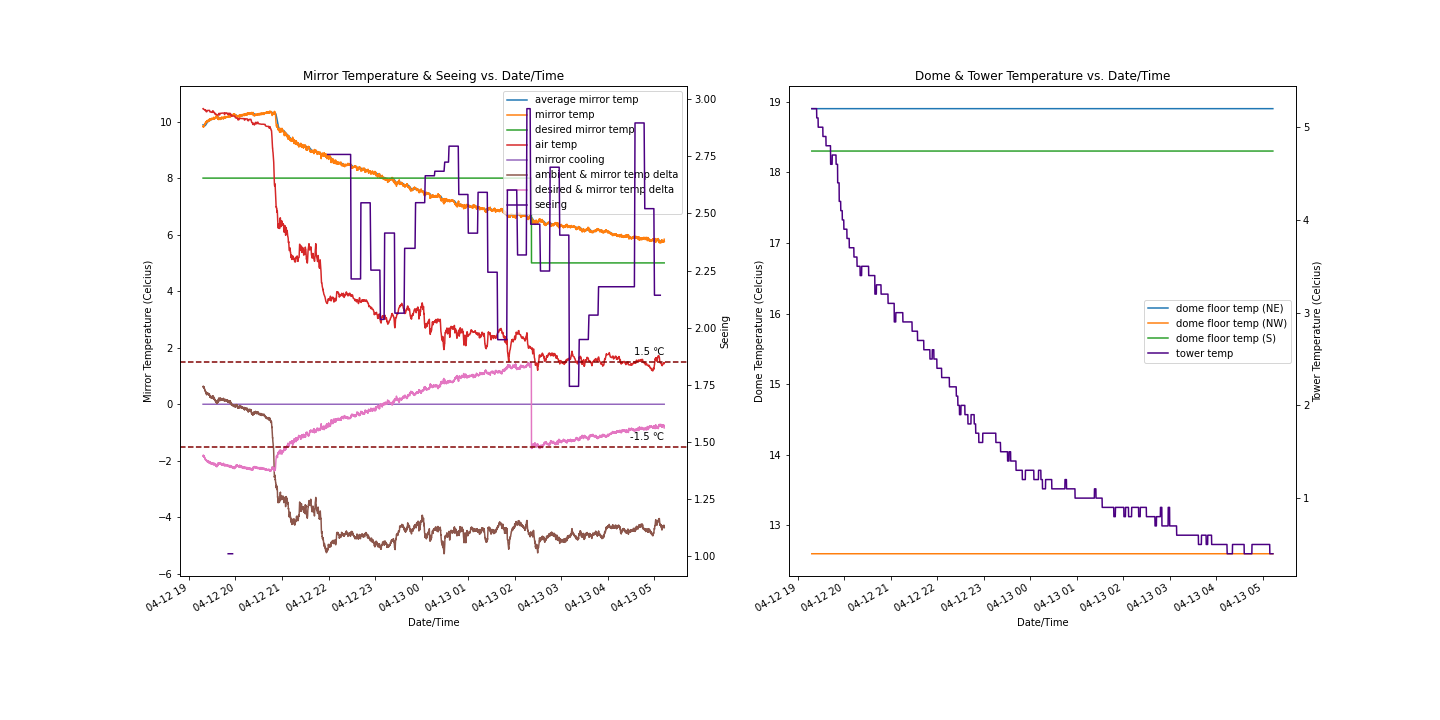 Mirror Temperature & Seeing vs. Date/Time
Mirror Temperature (Celcius)
10
8
6
4
2
0
−2
−4
−6
average mirror temp
mirror temp
desired mirror temp
air temp
mirror cooling
ambient & mirror temp delta
desired & mirror temp delta
seeing
1.5 °C
-1.5 °C
3.00
2.75
2.50
2.25
2.00
1.75
1.50
1.25
1.00
Seeing
04-12 19
04-12 20
04-12 21
04-12 22
04-12 23
04-13 00
04-13 01
04-13 02
04-13 03
04-13 04
04-13 05
Date/Time
Dome & Tower Temperature vs. Date/Time
Dome Temperature (Celcius)
19
18
17
16
15
14
13
dome floor temp (NE)
dome floor temp (NW)
dome floor temp (S)
tower temp
5
4
3
2
1
Tower Temperature (Celcius)
04-12 19
04-12 20
04-12 21
04-12 22
04-12 23
04-13 00
04-13 01
04-13 02
04-13 03
04-13 04
04-13 05
Date/Time